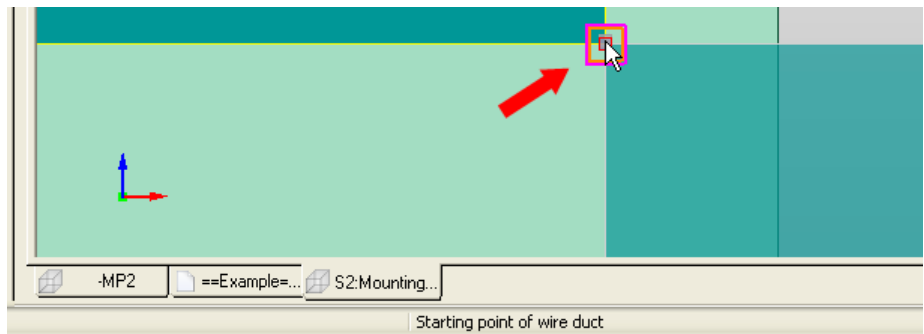 -MP2 ==Example=... S2:Mounting...
Starting point of wire duct